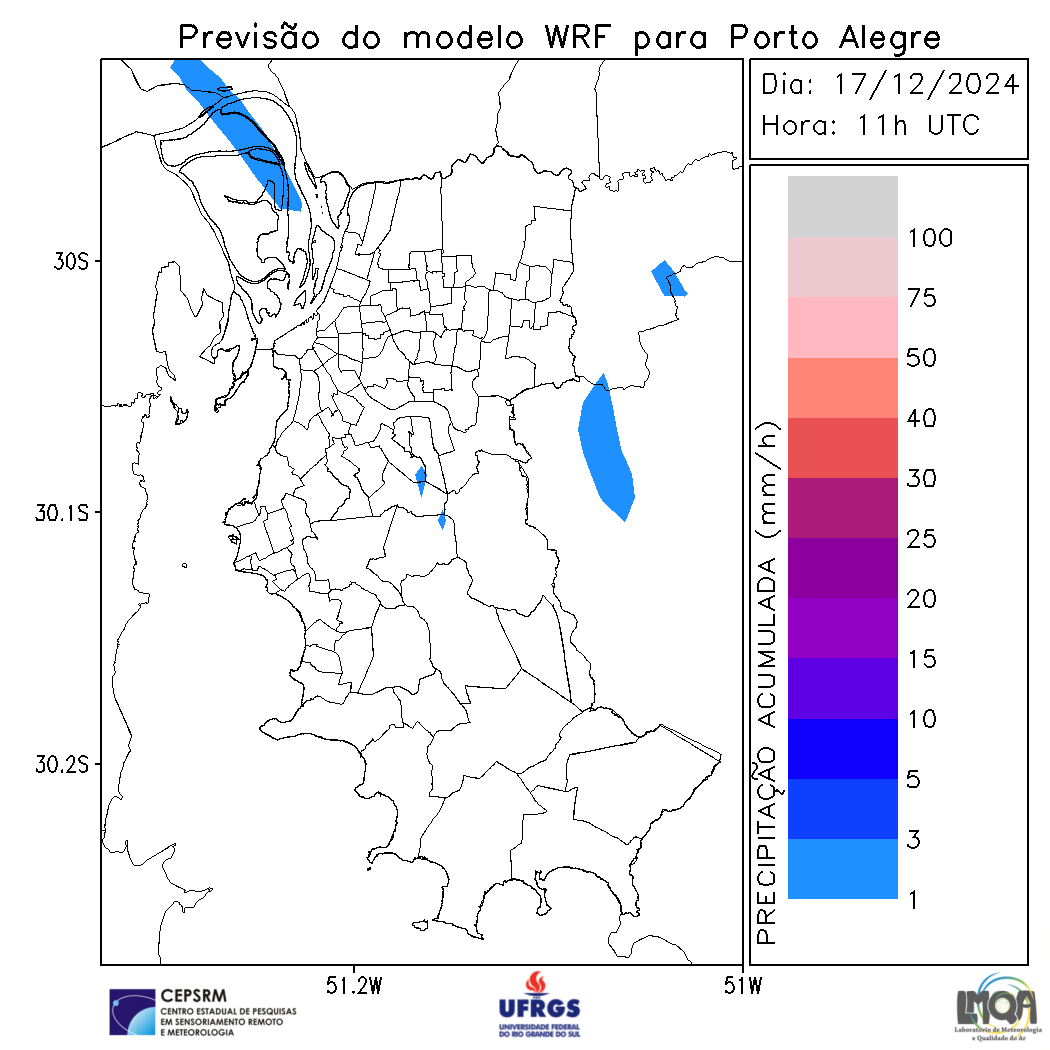 Previsão do modelo WRF para Porto Alegre
Dia: 17/12/2024
Hora: 11h UTC
30S
30.1S
30.2S
51.2W
51W
PRECIPITAÇÃO ACUMULADA (mm/h)
100
75
50
40
30
25
20
15
10
5
3
1
CEPSRM
CENTRO ESTADUAL DE PESQUISAS
EM SENSORIAMENTO REMOTO
E METEOROLOGIA
UFRGS
UNIVERSIDADE FEDERAL
DO RIO GRANDE DO SUL
LMQA
Laboratório de Meteorologia
e Qualidade do Ar